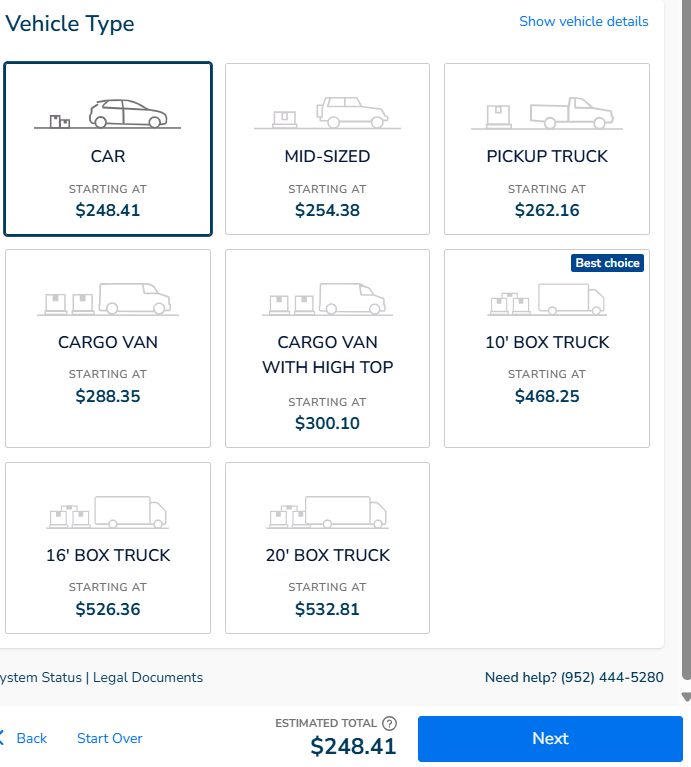 Vehicle Type
Show vehicle details
CAR
STARTING AT
$248.41
MID-SIZED
STARTING AT
$254.38
PICKUP TRUCK
STARTING AT
$262.16
CARGO VAN
STARTING AT
$288.35
CARGO VAN
WITH HIGH TOP
STARTING AT
$300.10
Best choice
10' BOX TRUCK
STARTING AT
$468.25
16' BOX TRUCK
STARTING AT
$526.36
20' BOX TRUCK
STARTING AT
$532.81
ystem Status | Legal Documents
Need help? (952) 444-5280
Back
Start Over
ESTIMATED TOTAL ?
$248.41
Next